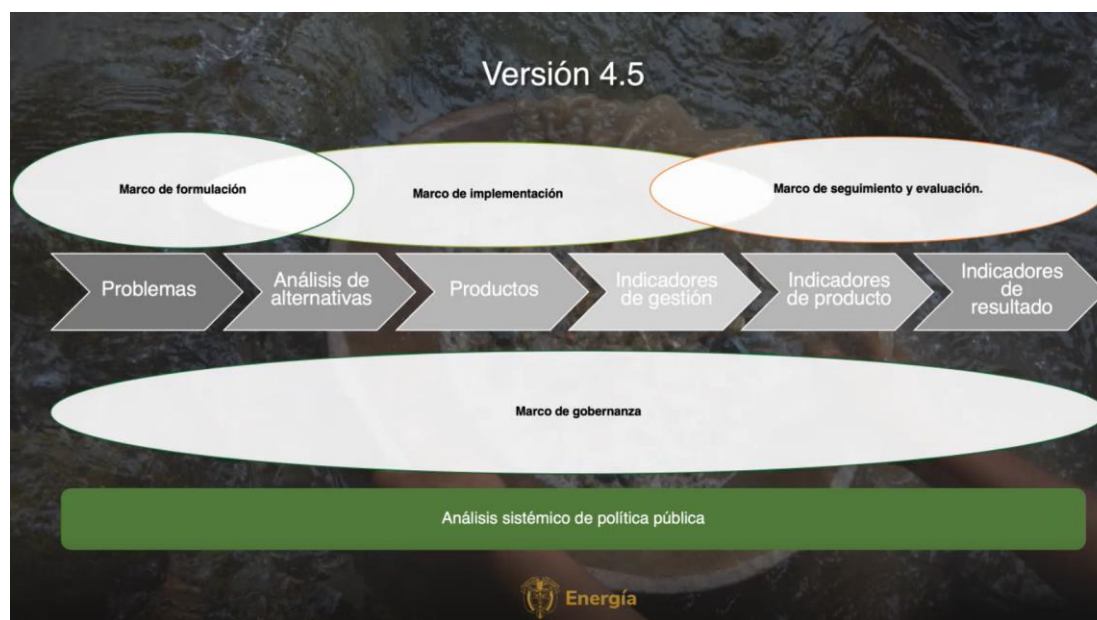 Versión 4.5
Marco de formulación
Marco de implementación
Marco de seguimiento y evaluación.
Problemas
Análisis de
alternativas
Productos
Indicadores
de gestión
Indicadores
de producto
Indicadores
de
resultado
Marco de gobernanza
Análisis sistémico de política pública
Energía